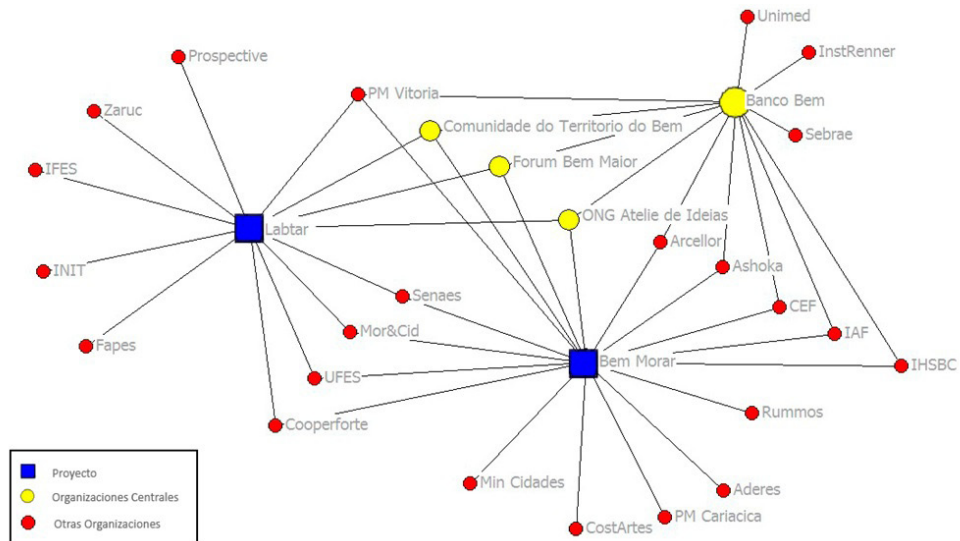 Unimed
InstRenner
Prospective
PM Vitoria
Banco Bem
Zaruc
Comunidade do Territorio do Bem
Sebrae
Forum Bem Maior
IFES
ONG Atelie de Ideias
Labtar
Arcellor
INIT
Ashoka
Senaes
CEF
Mor&Cid
IAF
Fapes
Bem Morar
IHSBC
UFES
Rummos
Cooperforte
Min Cidades
Aderes
PM Cariacica
CostArtes
Proyecto
Organizaciones Centrales
Otras Organizaciones